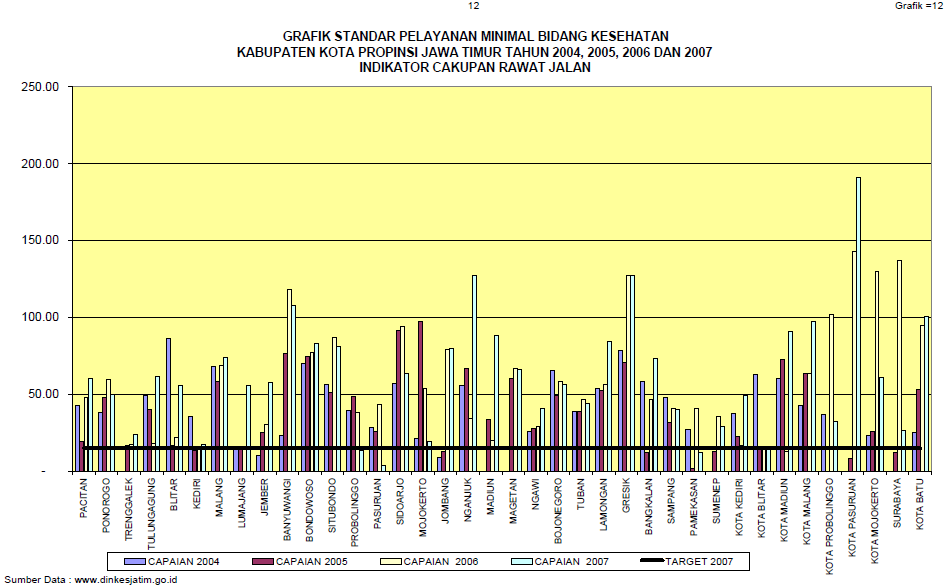 12
Grafik =12
GRAFIK STANDAR PELAYANAN MINIMAL BIDANG KESEHATAN
KABUPATEN KOTA PROPINSI JAWA TIMUR TAHUN 2004, 2005, 2006 DAN 2007
INDIKATOR CAKUPAN RAWAT JALAN
250.00
200.00
150.00
100.00
50.00
-
PACITAN
PONOROGO
TRENGGALEK
TULUNGAGUNG
BLITAR
KEDIRI
MALANG
LUMAJANG
JEMBER
BANYUWANGI
BONDOWOSO
SITUBONDO
PROBOLINGGO
PASURUAN
SIDOARJO
MOJOKERTO
JOMBANG
NGANJUK
MADIUN
MAGETAN
NGAWI
BOJONEGORO
TUBAN
LAMONGAN
GRESIK
BANGKALAN
SAMPANG
PAMEKASAN
SUMENEP
KOTA KEDIRI
KOTA BLITAR
KOTA MADIUN
KOTA MALANG
KOTA PROBOLINGGO
KOTA PASURUAN
KOTA MOJOKERTO
SURABAYA
KOTA BATU
CAPAIAN 2004
CAPAIAN 2005
CAPAIAN 2006
CAPAIAN 2007
TARGET 2007
Sumber Data : www.dinkesjatim.go.id